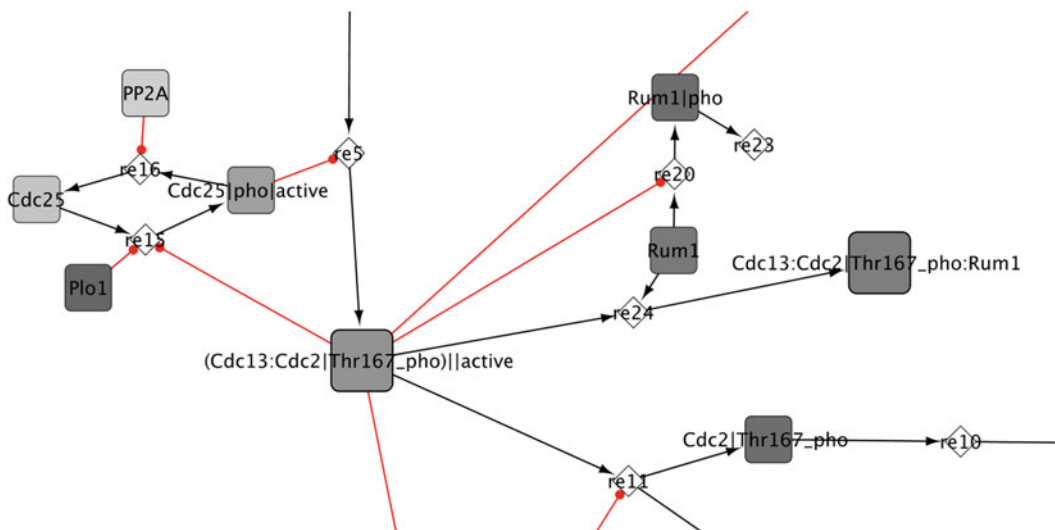 PP2A
Rum1|pho
re23
re5
re16
re20
Cdc25|pho|active
Cdc25
re15
Rum1
Cdc13:Cdc2|Thr167_pho:Rum1
Plo1
re24
(Cdc13:Cdc2|Thr167_pho)||active
Cdc2|Thr167_pho
re10
re11